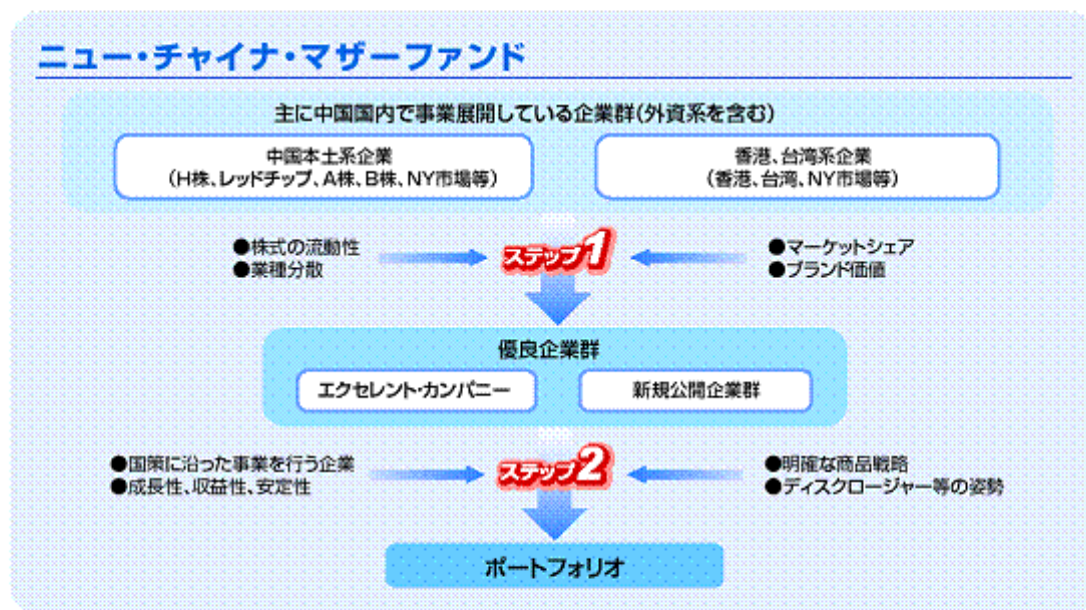 ニュー・チャイナ・マザーファンド
主に中国国内で事業展開している企業群(外資系を含む)
中国本土系企業
(H株、レッドチップ、A株、B株、NY市場等)
香港、台湾系企業
(香港、台湾、NY市場等)
●株式の流動性
●業種分散
ステップ1
●マーケットシェア
●ブランド価値
優良企業群
エクセレント・カンパニー
新規公開企業群
●国策に沿った事業を行う企業
●成長性、収益性、安定性
ステップ2
●明確な商品戦略
●ディスクロージャー等の姿勢
ポートフォリオ